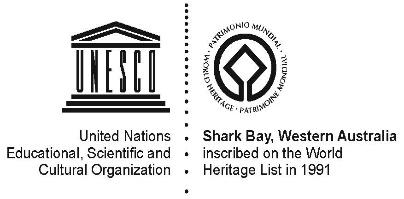 UNESCO
United Nations
Educational, Scientific and
Cultural Organization
WORLD HERITAGE · PATRIMONIO MUNDIAL · PATRIMOINE MONDIAL ·
Shark Bay, Western Australia
inscribed on the World
Heritage List in 1991